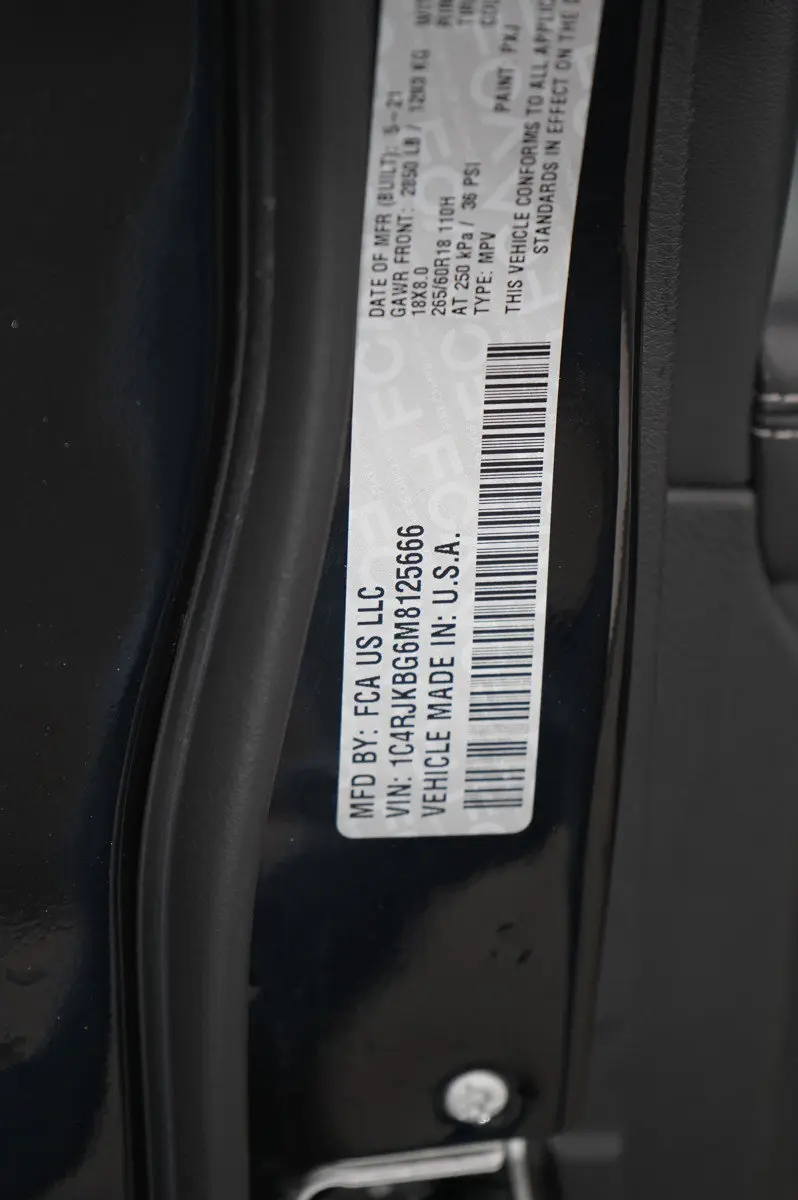 MFD BY: FCA US LLC
VIN: 1C4RJKBG6M8125666
VEHICLE MADE IN: U.S.A.
DATE OF MFR (BUILT): 5-21
GAWR FRONT: 2850 LB / 1293 KG
18X8.0
265/60R18 110H
AT 250 kPa / 36 PSI
TYPE: MPV PAINT: PXJ
THIS VEHICLE CONFORMS TO ALL
STANDARDS IN EFFECT ON THE